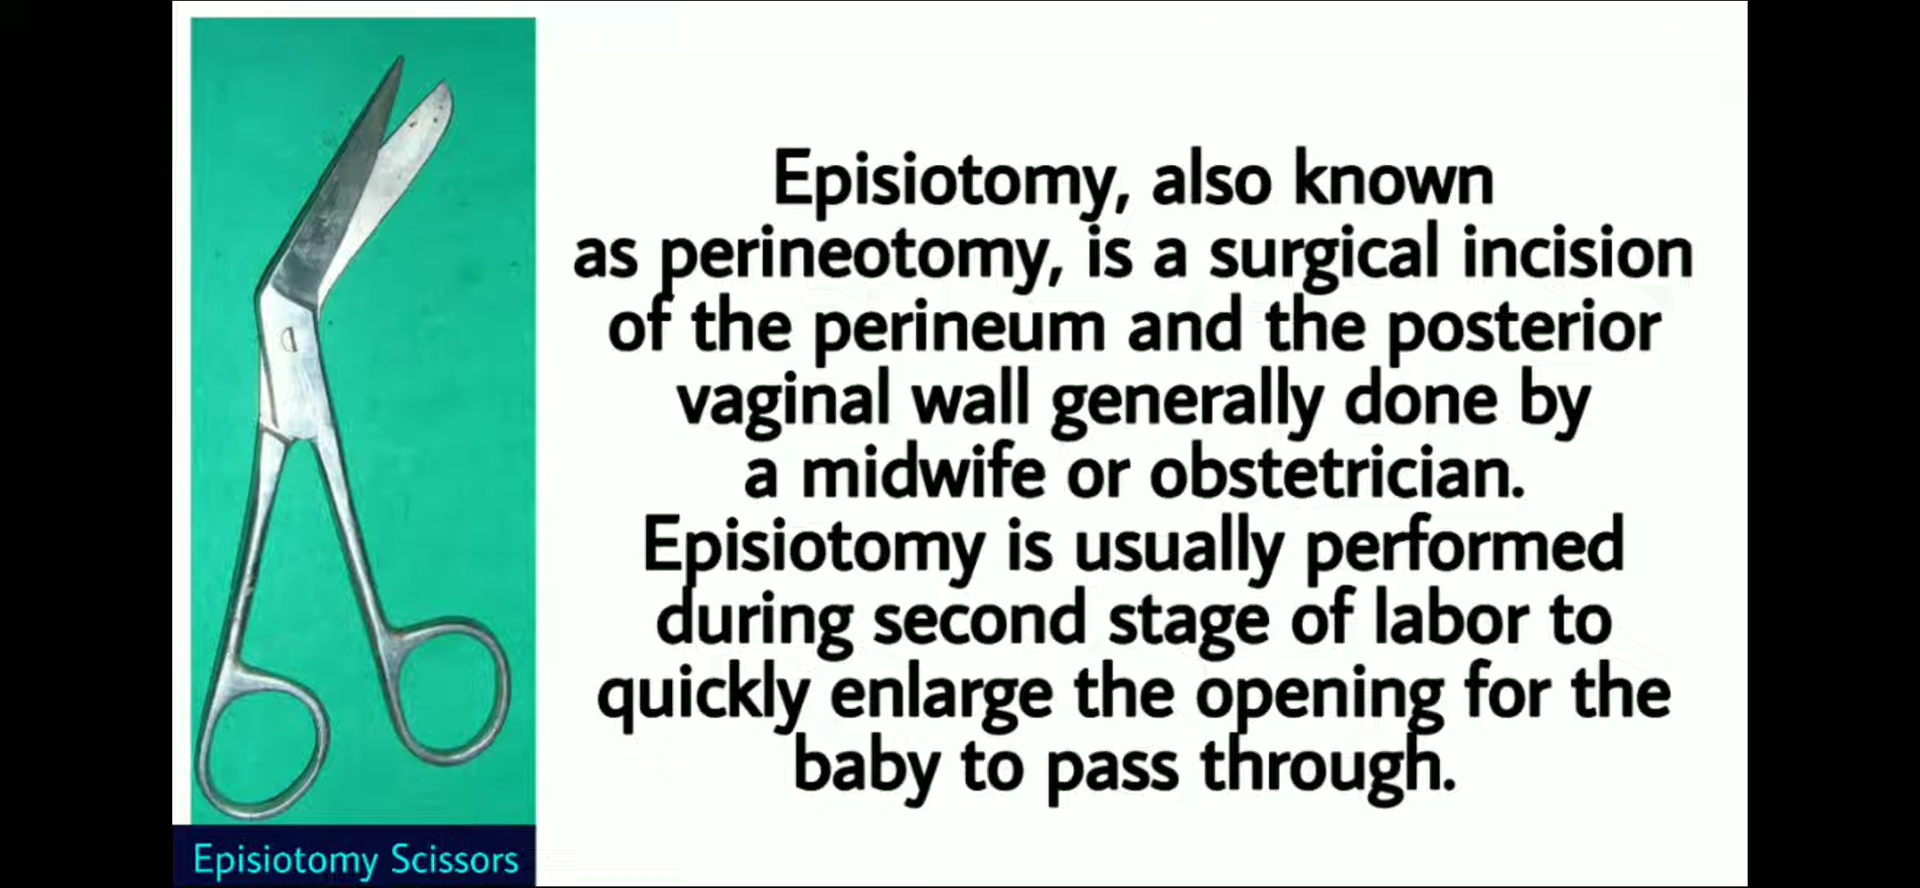 Episiotomy, also known
as perineotomy, is a surgical incision
of the perineum and the posterior
vaginal wall generally done by
a midwife or obstetrician.
Episiotomy is usually performed
during second stage of labor to
quickly enlarge the opening for the
baby to pass through.
Episiotomy Scissors